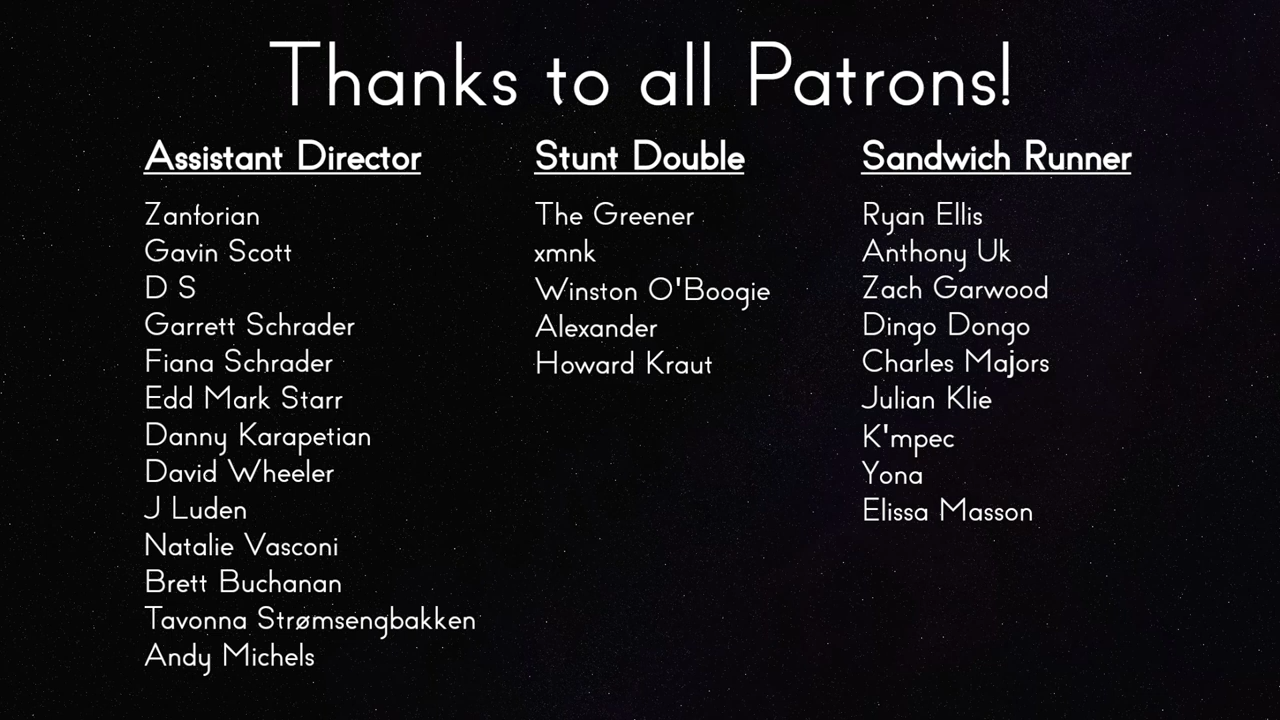 Thanks to all Patrons!
Assistant Director
Zanforian
Gavin Scott
D S
Garrett Schrader
Fiana Schrader
Edd Mark Starr
Danny Karapetian
David Wheeler
J Luden
Natalie Vasconi
Brett Buchanan
Tavonna Strømsengbakken
Andy Michels
Stunt Double
The Greener
xmnk
Winston O'Boogie
Alexander
Howard Kraut
Sandwich Runner
Ryan Ellis
Anthony Uk
Zach Garwood
Dingo Dongo
Charles Majors
Julian Klie
K'mpec
Yona
Elissa Masson